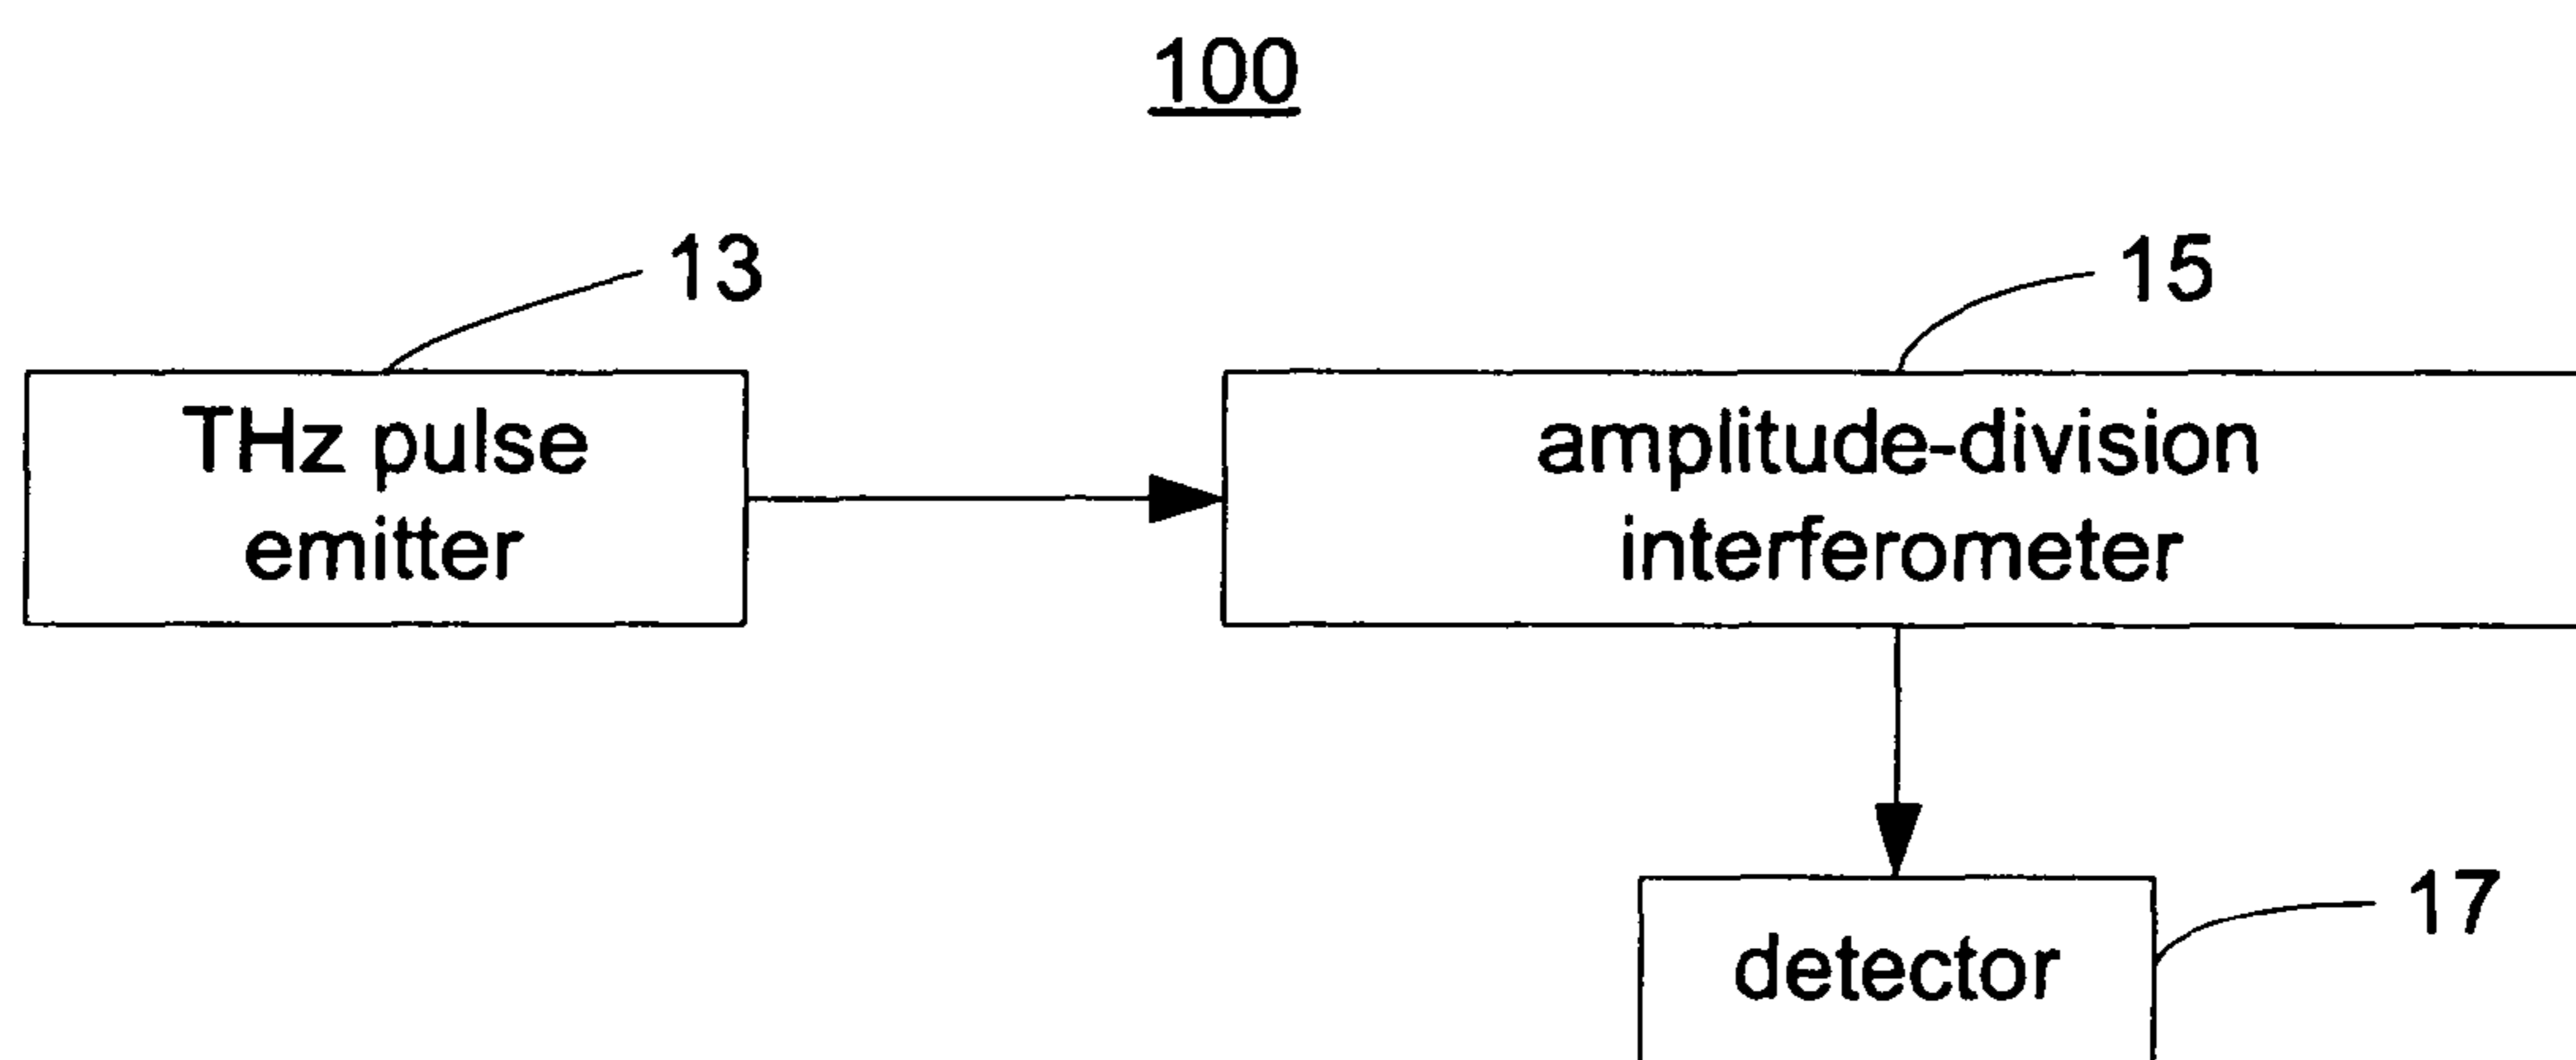 100
13
15
THz pulse
emitter
amplitude-division
interferometer
17
detector